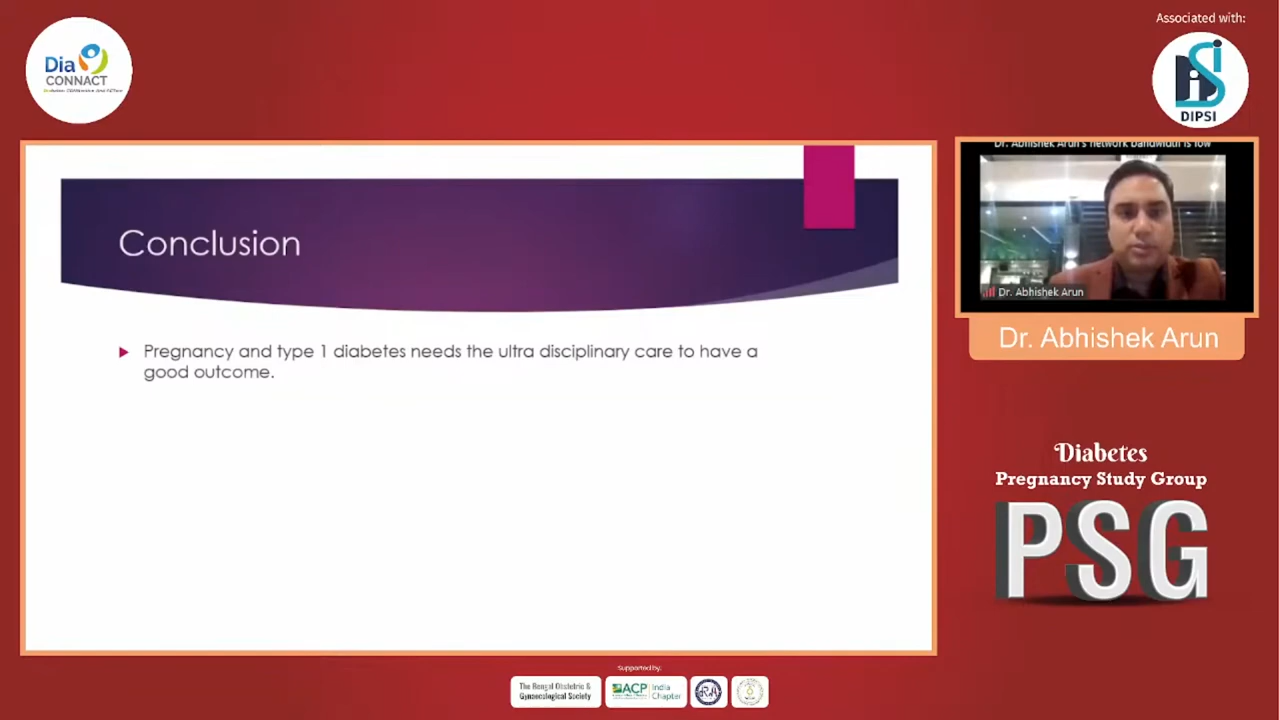 Associated with:
Dia
CONNACT
DIPSI
Dr. Abhishek Arun's network bandwidth is low
Conclusion
Pregnancy and type 1 diabetes needs the ultra disciplinary care to have a
good outcome.
Dr. Abhishek Arun
Dr. Abhishek Arun
Diabetes
Pregnancy Study Group
PSG
Supported by:
The Bengal Obstetric &
Gynaecological Society
ACP
India
Chapter